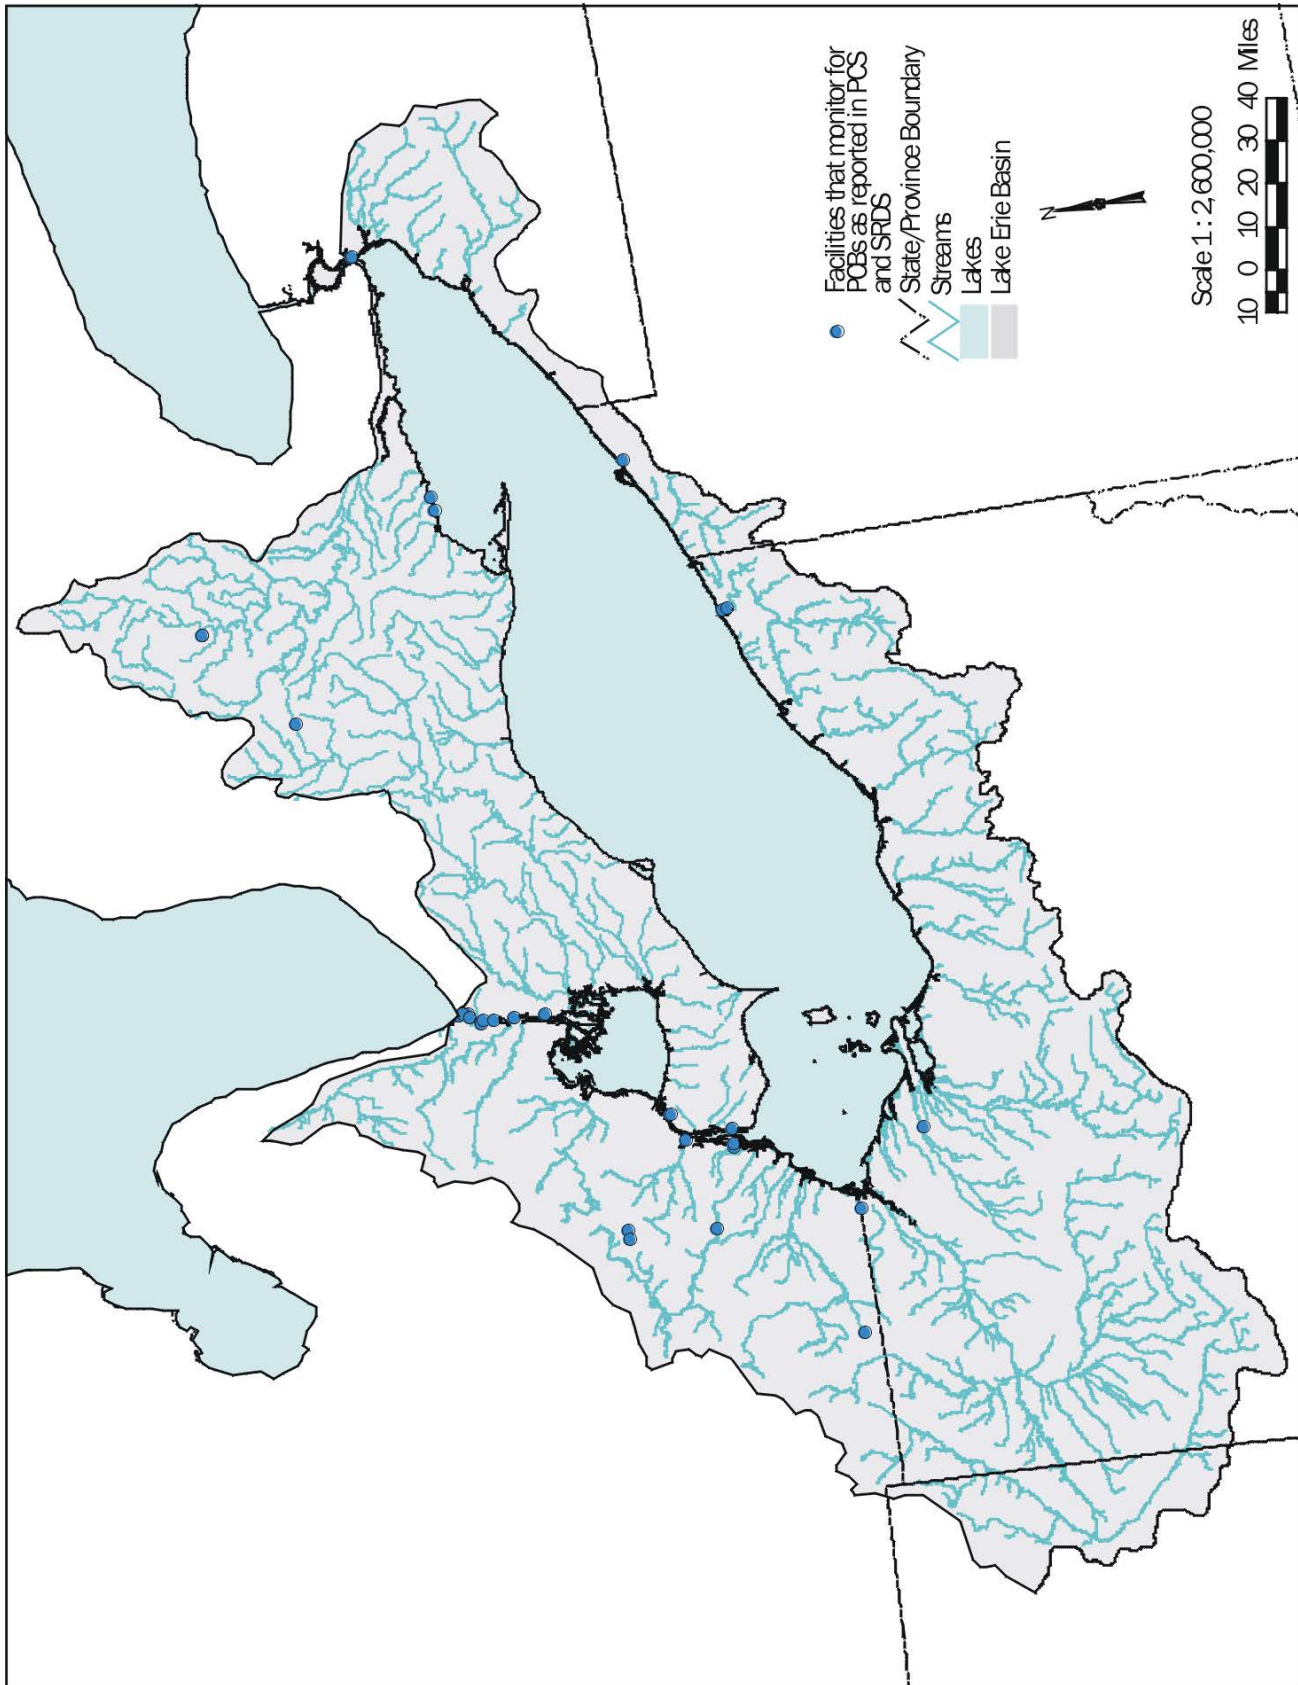 Facilities that monitor for
PCBs as reported in PCS
and SRDS
State/Province Boundary
Streams
Lakes
Lake Erie Basin
N
Scale 1 : 2,600,000
10 0 10 20 30 40 Miles